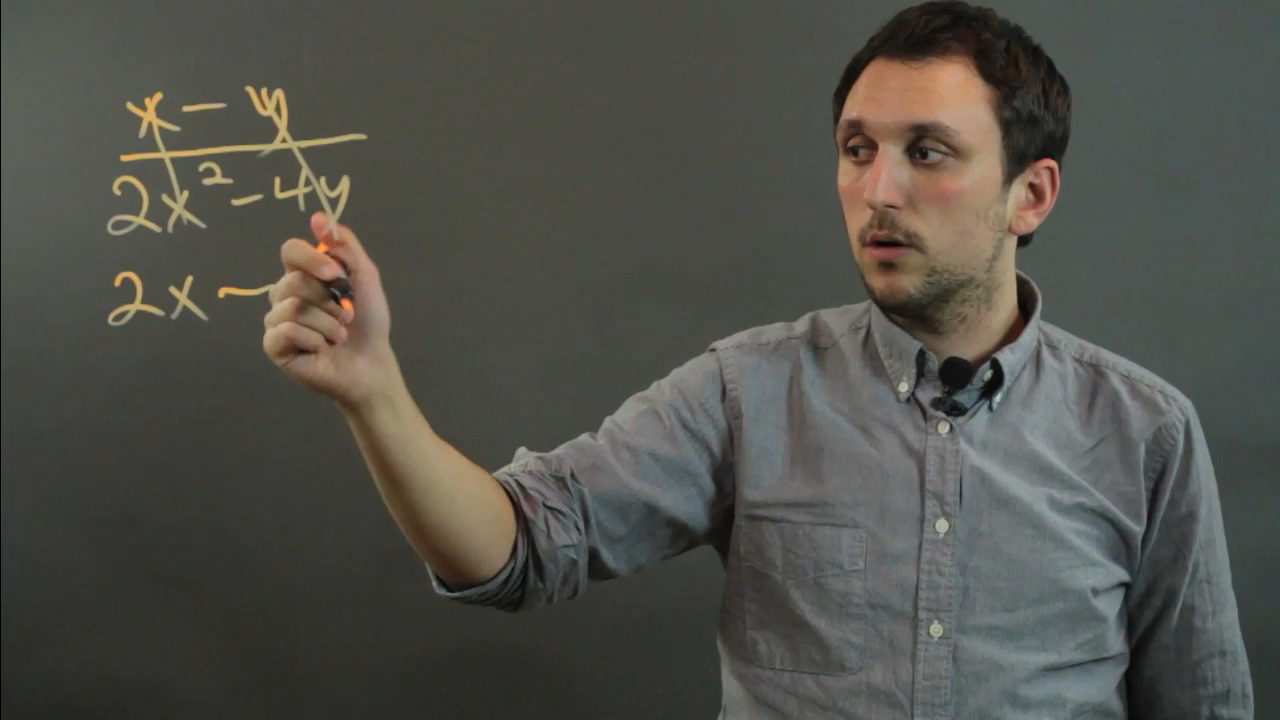 x - y
2x² - 4y
2x -